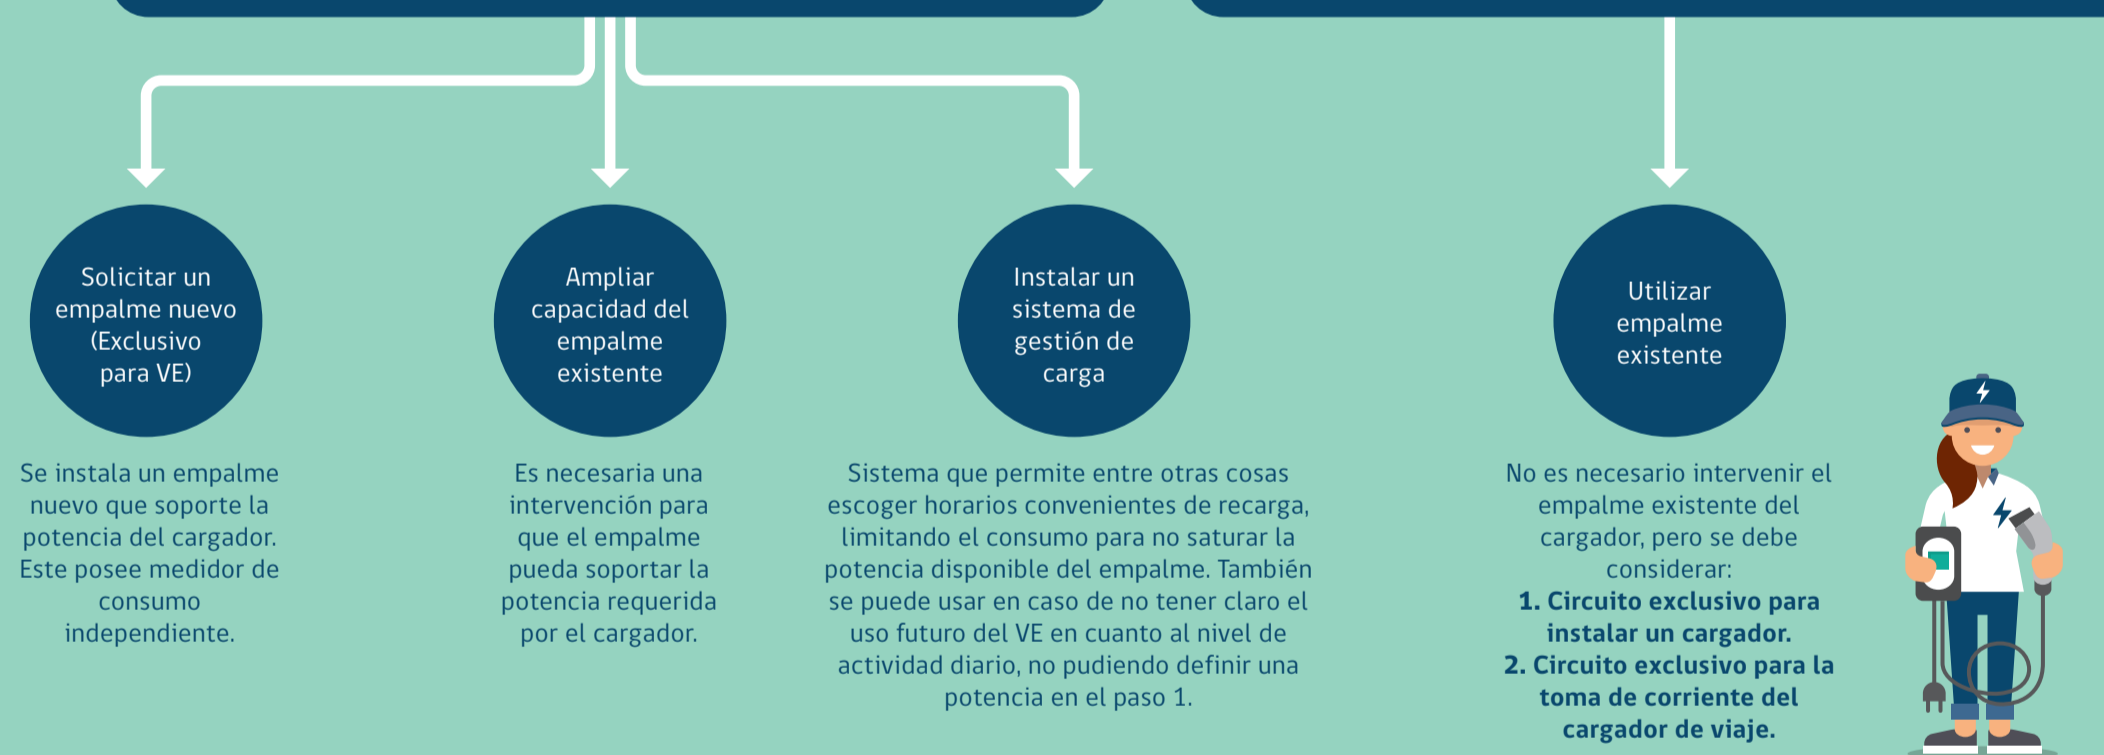 Solicitar un
empalme nuevo
(Exclusivo
para VE)
Se instala un empalme
nuevo que soporte la
potencia del cargador.
Este posee medidor de
consumo
independiente.
Ampliar
capacidad del
empalme
existente
Es necesaria una
intervención para
que el empalme
pueda soportar la
potencia requerida
por el cargador.
Instalar un
sistema de
gestión de
carga
Sistema que permite entre otras cosas
escoger horarios convenientes de recarga,
limitando el consumo para no saturar la
potencia disponible del empalme. También
se puede usar en caso de no tener claro el
uso futuro del VE en cuanto al nivel de
actividad diario, no pudiendo definir una
potencia en el paso 1.
Utilizar
empalme
existente
No es necesario intervenir el
empalme existente del
cargador, pero se debe
considerar:
1. Circuito exclusivo para
instalar un cargador.
2. Circuito exclusivo para la
toma de corriente del
cargador de viaje.